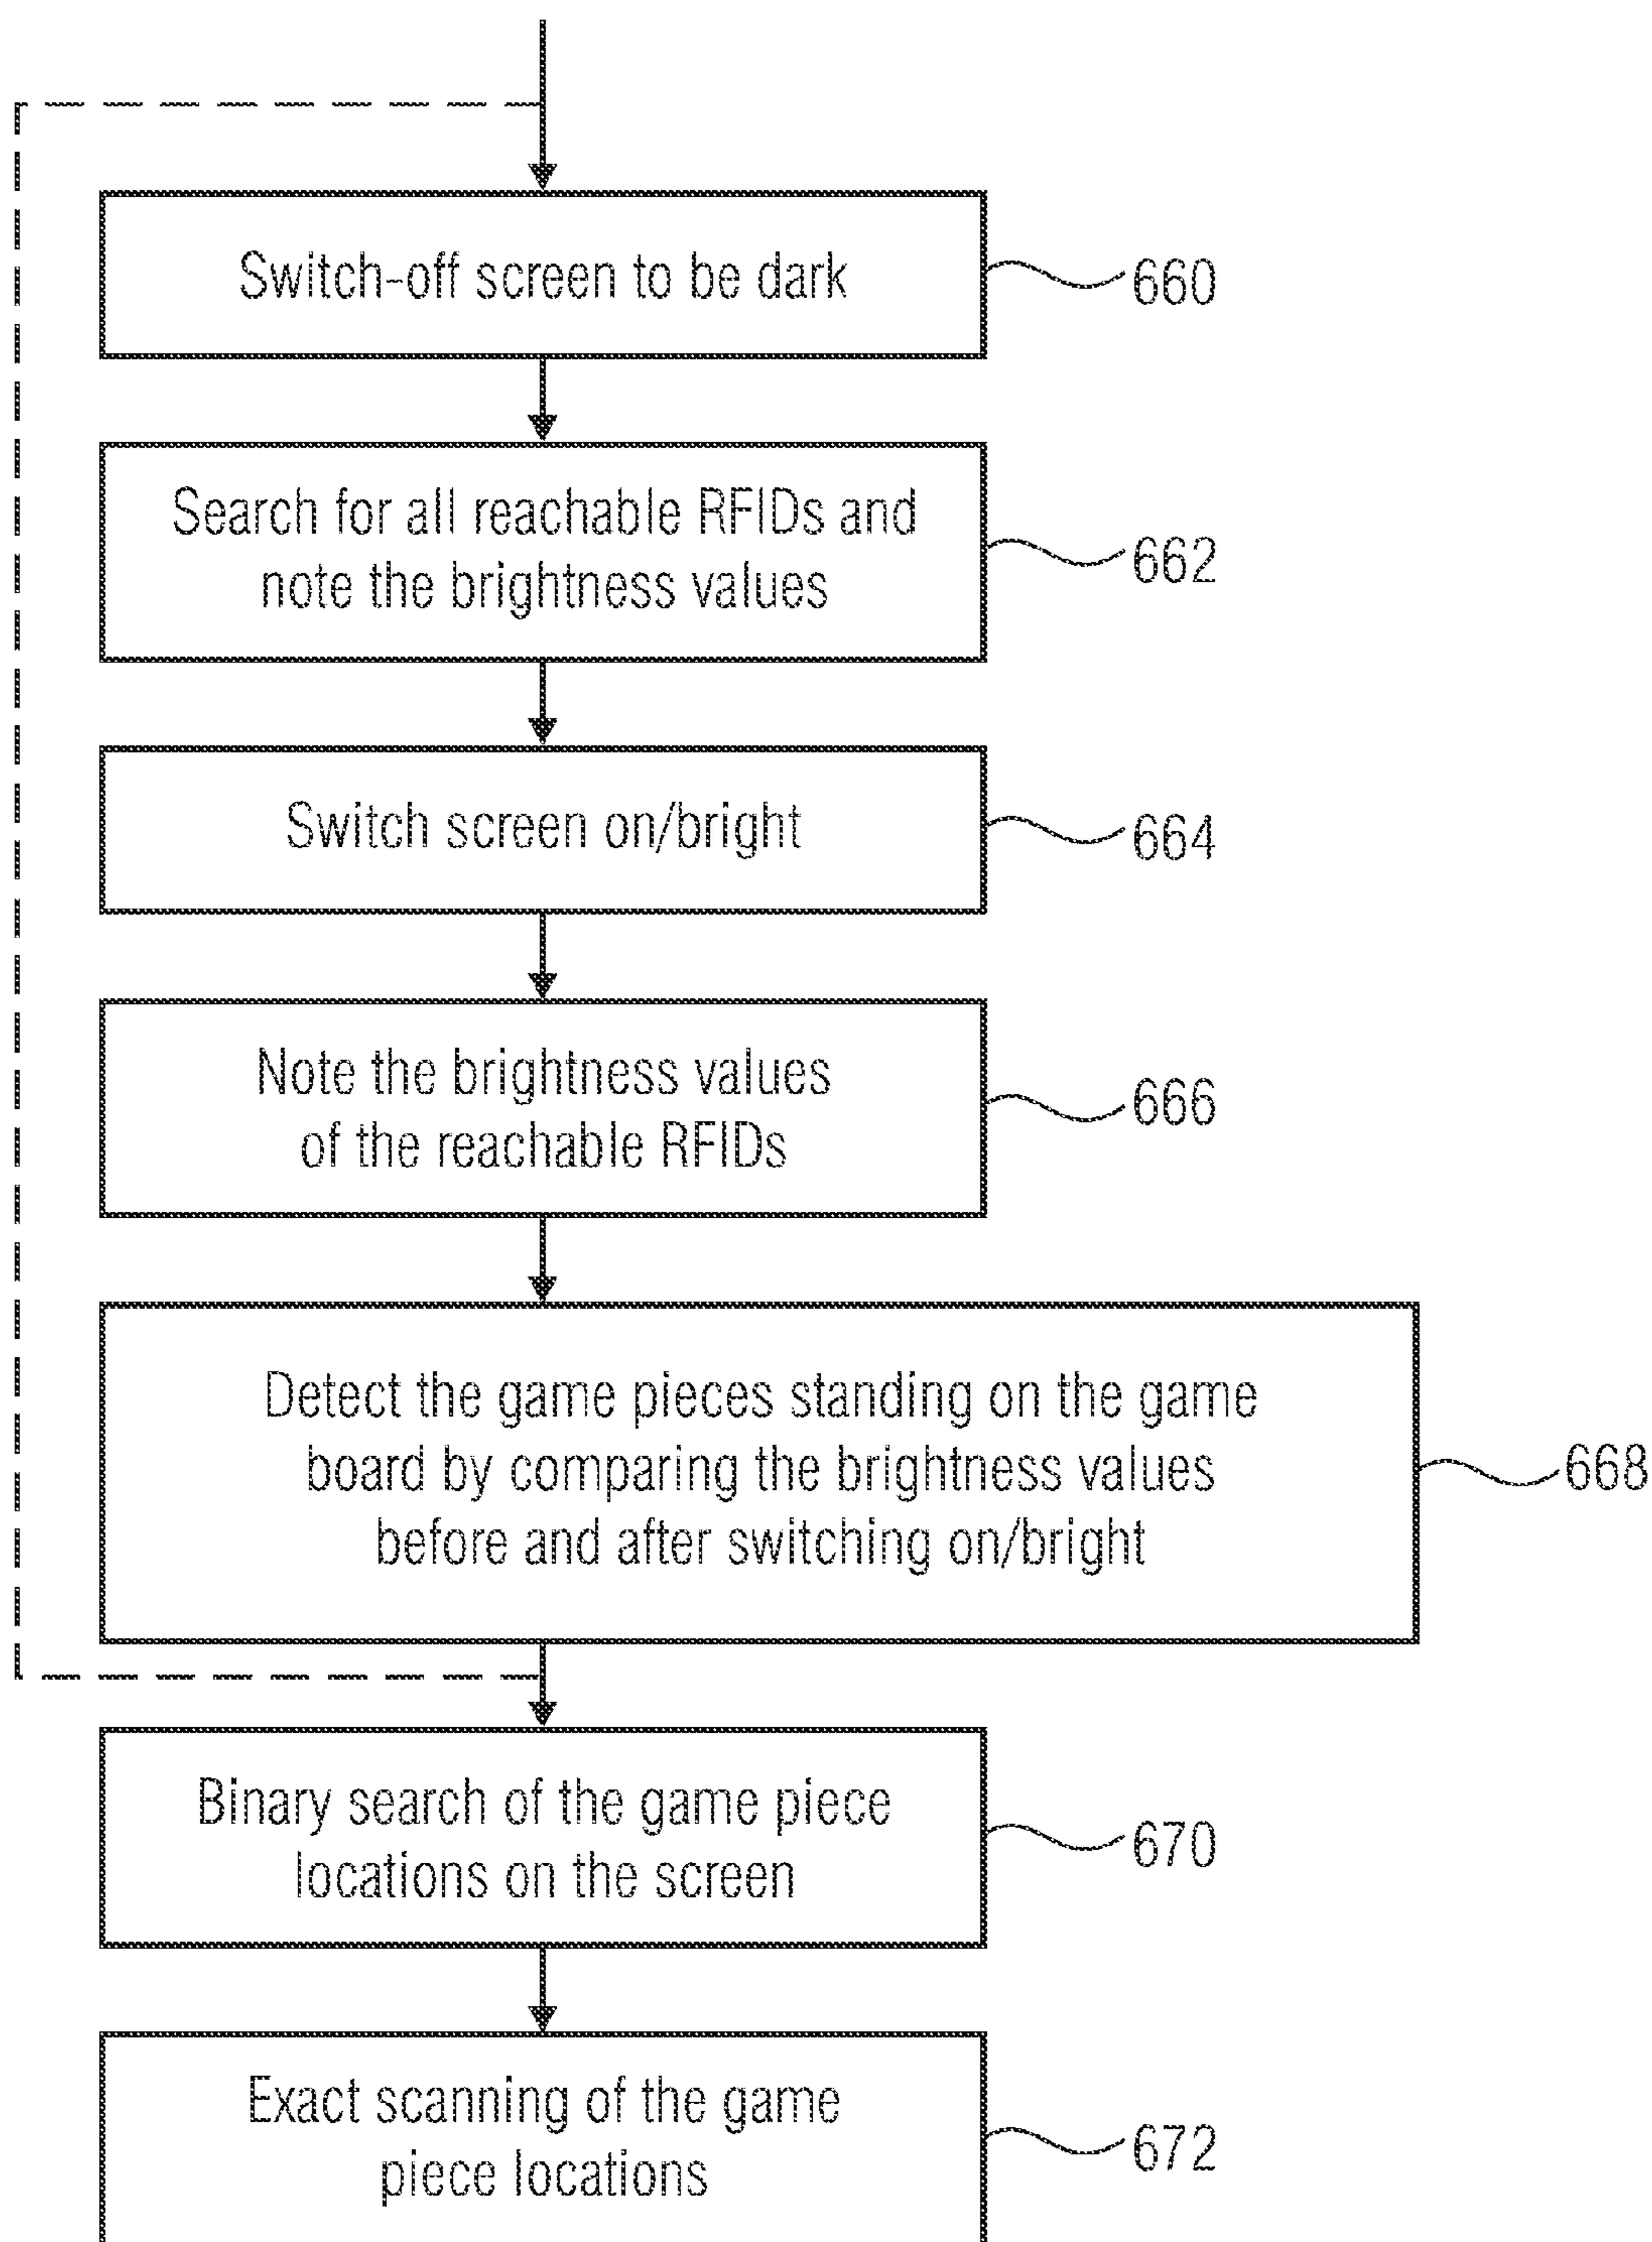 Switch-off screen to be dark
660
Search for all reachable RFIDs and
note the brightness values
662
Switch screen on/bright
664
Note the brightness values
of the reachable RFIDs
666
Detect the game pieces standing on the game
board by comparing the brightness values
before and after switching on/bright
668
Binary search of the game piece
locations on the screen
670
Exact scanning of the game
piece locations
672